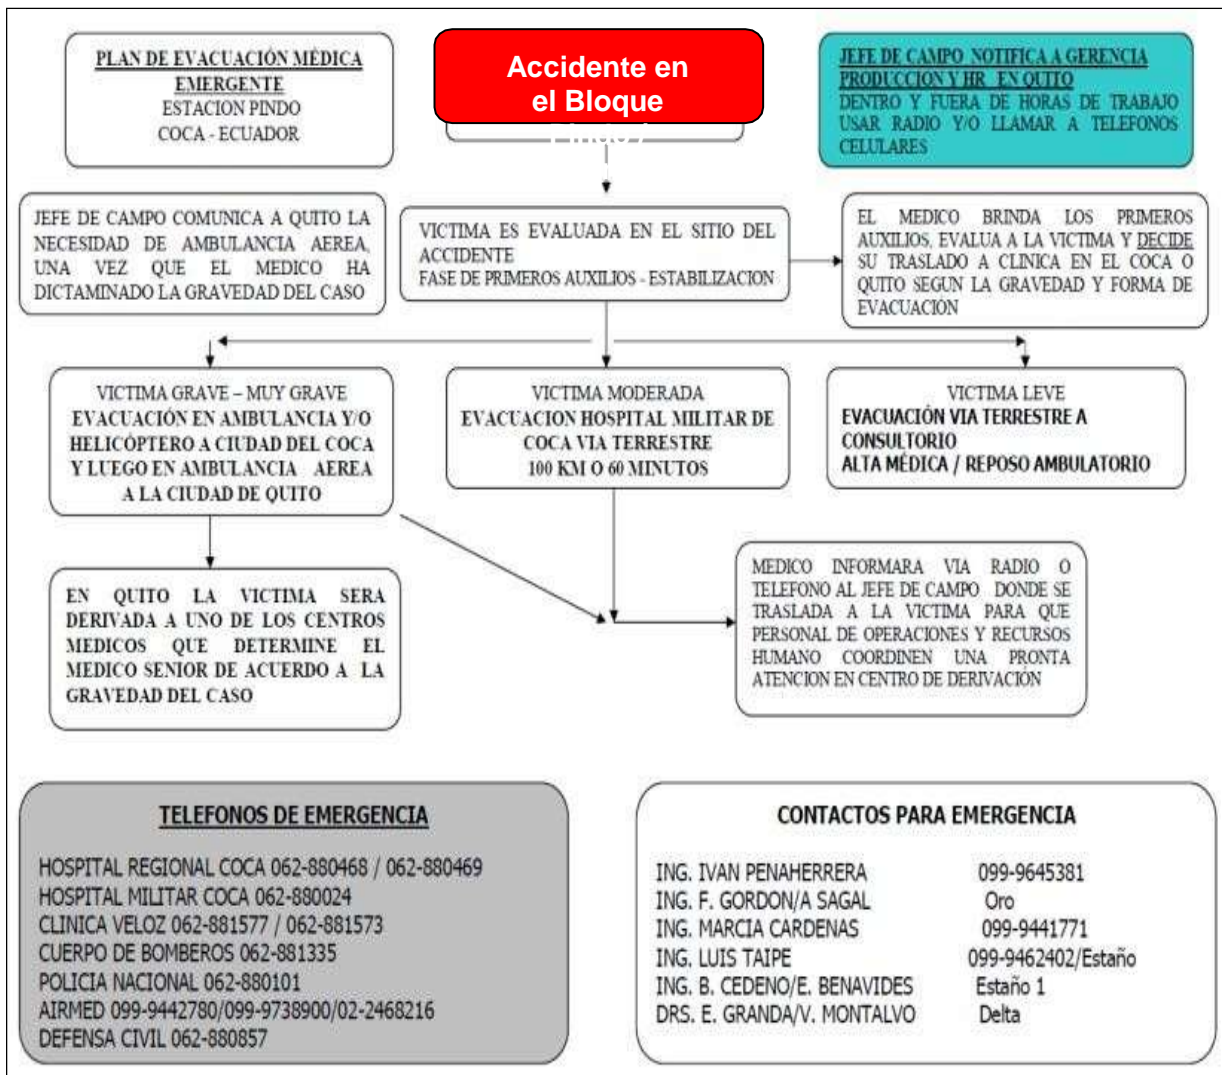 PLAN DE EVACUACIÓN MÉDICA
EMERGENTE
ESTACION PINDO
COCA - ECUADOR
Accidente en
el Bloque
JEFE DE CAMPO NOTIFICA A GERENCIA
PRODUCCION Y HR EN QUITO
DENTRO Y FUERA DE HORAS DE TRABAJO
USAR RADIO Y/O LLAMAR A TELEFONOS
CELULARES
JEFE DE CAMPO COMUNICA A QUITO LA
NECESIDAD DE AMBULANCIA AEREA,
UNA VEZ QUE EL MEDICO HA
DICTAMINADO LA GRAVEDAD DEL CASO
VICTIMA ES EVALUADA EN EL SITIO DEL
ACCIDENTE
FASE DE PRIMEROS AUXILIOS - ESTABILIZACION
EL MEDICO BRINDA LOS PRIMEROS
AUXILIOS, EVALUA A LA VICTIMA Y DECIDE
SU TRASLADO A CLINICA EN EL COCA O
QUITO SEGUN LA GRAVEDAD Y FORMA DE
EVACUACIÓN
VICTIMA GRAVE – MUY GRAVE
EVACUACIÓN EN AMBULANCIA Y/O
HELICÓPTERO A CIUDAD DEL COCA
Y LUEGO EN AMBULANCIA AEREA
A LA CIUDAD DE QUITO
VICTIMA MODERADA
EVACUACION HOSPITAL MILITAR DE
COCA VIA TERRESTRE
100 KM O 60 MINUTOS
VICTIMA LEVE
EVACUACIÓN VIA TERRESTRE A
CONSULTORIO
ALTA MÉDICA / REPOSO AMBULATORIO
EN QUITO LA VICTIMA SERA
DERIVADA A UNO DE LOS CENTROS
MEDICOS QUE DETERMINE EL
MEDICO SENIOR DE ACUERDO A LA
GRAVEDAD DEL CASO
MEDICO INFORMARA VIA RADIO O
TELEFONO AL JEFE DE CAMPO DONDE SE
TRASLADA A LA VICTIMA PARA QUE
PERSONAL DE OPERACIONES Y RECURSOS
HUMANO COORDINEN UNA PRONTA
ATENCION EN CENTRO DE DERIVACIÓN
TELEFONOS DE EMERGENCIA
HOSPITAL REGIONAL COCA 062-880468 / 062-880469
HOSPITAL MILITAR COCA 062-880024
CLINICA VELOZ 062-881577 / 062-881573
CUERPO DE BOMBEROS 062-881335
POLICIA NACIONAL 062-880101
AIRMED 099-9442780/099-9738900/02-2468216
DEFENSA CIVIL 062-880857
CONTACTOS PARA EMERGENCIA
ING. IVAN PENAHERRERA 099-9645381
ING. F. GORDON/A SAGAL Oro
ING. MARCIA CARDENAS 099-9441771
ING. LUIS TAIPE 099-9462402/Estaño
ING. B. CEDENO/E. BENAVIDES Estaño 1
DRS. E. GRANDA/V. MONTALVO Delta